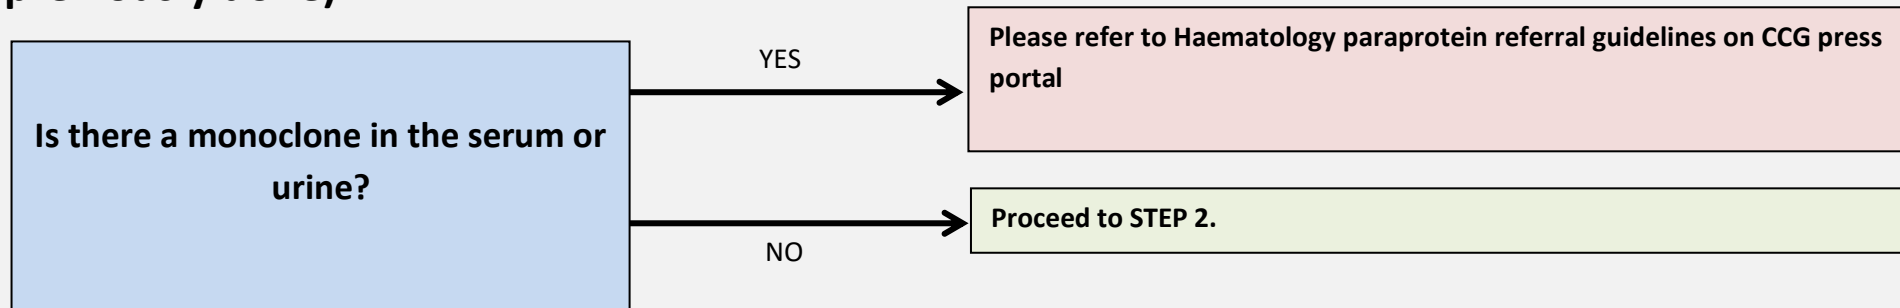 Is there a monoclone in the serum or
urine?
YES
Please refer to Haematology paraprotein referral guidelines on CCG press
portal
NO
Proceed to STEP 2.